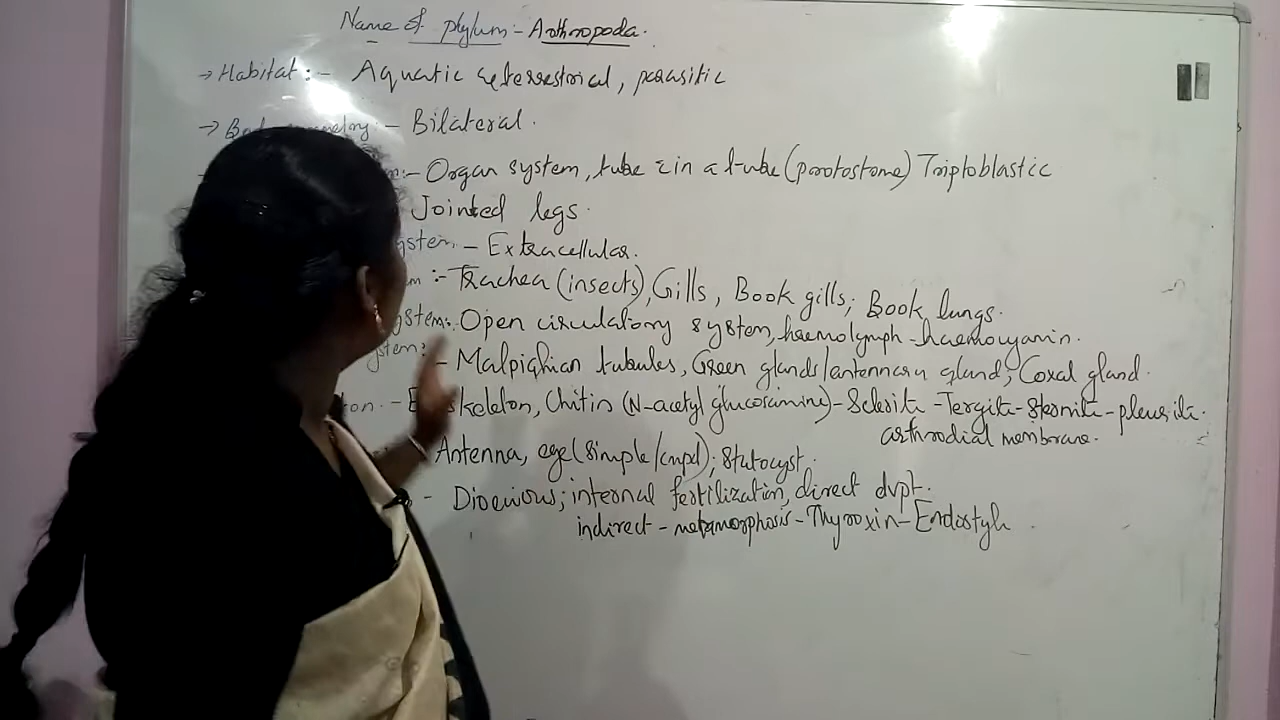 Name of phylum:- Arthropoda.
→ Habitat:- Aquatic & terrestrial, parasitic
→ - Bilateral.
:- Organ system, tube in a tube (protostome) Triploblastic
Jointed legs.
ystem - Extracellular.
:- Trachea (insects), Gills, Book gills; Book lungs.
ystem:- Open circulatory system, haemolymph - haemocyanin.
ystem:- Malpighian tubules, Green glands/antennary gland, Coxal gland.
- skeleton, Chitin (N-acetyl glucosamine) - Sclerite - Tergite - Sternite - pleurite.
arthrodial membrane.
Antenna, eye (simple/cmpd); Statocyst.
- Dioecious; internal fertilization, direct dvpt.
indirect - metamorphosis - Thyroxin - Endostyle